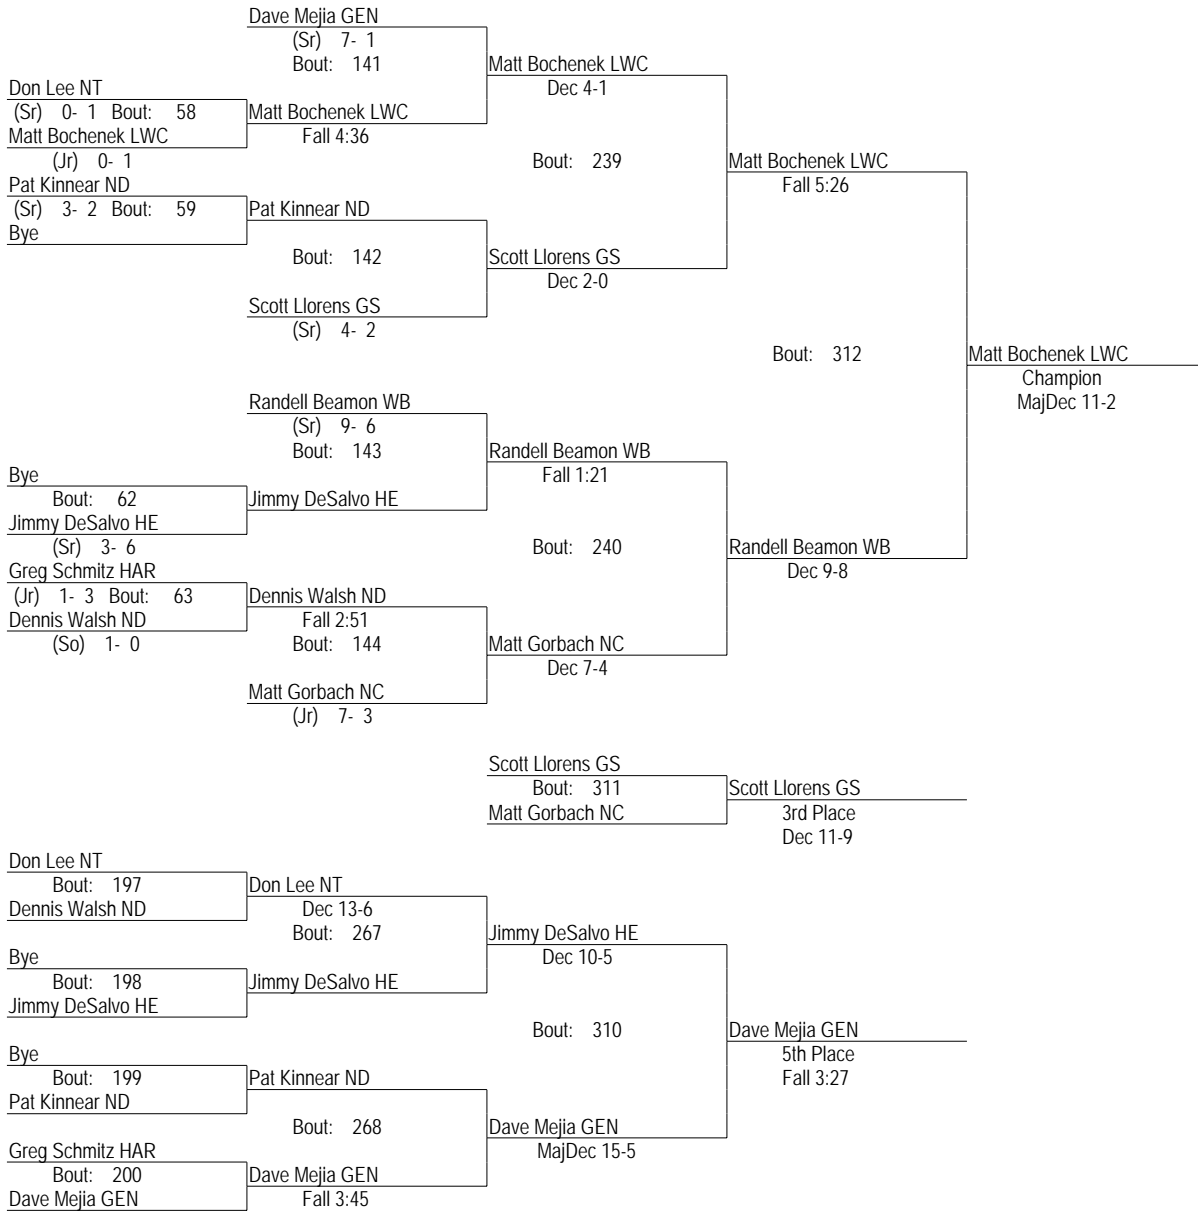 Dave Mejia GEN
(Sr) 7- 1
Bout: 141
Matt Bochenek LWC
Dec 4-1
Don Lee NT
(Sr) 0- 1 Bout: 58
Matt Bochenek LWC
Fall 4:36
Matt Bochenek LWC
(Jr) 0- 1
Bout: 239
Matt Bochenek LWC
Fall 5:26
Pat Kinnear ND
(Sr) 3- 2 Bout: 59
Pat Kinnear ND
Bye
Bout: 142
Scott Llorens GS
Dec 2-0
Scott Llorens GS
(Sr) 4- 2
Bout: 312
Matt Bochenek LWC
Champion
MajDec 11-2
Randell Beamon WB
(Sr) 9- 6
Bout: 143
Randell Beamon WB
Fall 1:21
Bye
Bout: 62
Jimmy DeSalvo HE
Jimmy DeSalvo HE
(Sr) 3- 6
Bout: 240
Randell Beamon WB
Dec 9-8
Greg Schmitz HAR
(Jr) 1- 3 Bout: 63
Dennis Walsh ND
Fall 2:51
Dennis Walsh ND
(So) 1- 0
Bout: 144
Matt Gorbach NC
Dec 7-4
Matt Gorbach NC
(Jr) 7- 3
Scott Llorens GS
Bout: 311
Scott Llorens GS
Matt Gorbach NC
3rd Place
Dec 11-9
Don Lee NT
Bout: 197
Don Lee NT
Dennis Walsh ND
Dec 13-6
Bout: 267
Jimmy DeSalvo HE
Dec 10-5
Bye
Bout: 198
Jimmy DeSalvo HE
Jimmy DeSalvo HE
Bout: 310
Dave Mejia GEN
5th Place
Fall 3:27
Bye
Bout: 199
Pat Kinnear ND
Pat Kinnear ND
Bout: 268
Dave Mejia GEN
MajDec 15-5
Greg Schmitz HAR
Bout: 200
Dave Mejia GEN
Dave Mejia GEN
Fall 3:45